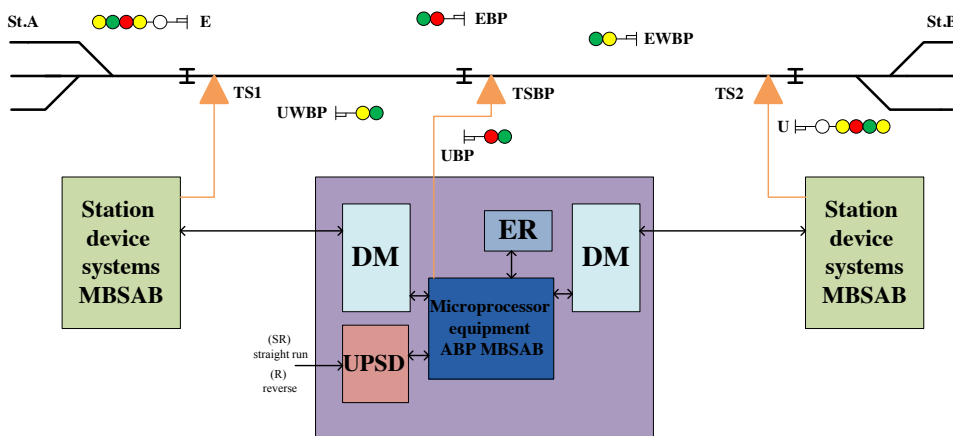 St.A
E
EBP
EWBP
St.B
TS1
TSBP
TS2
UWBP
U
UBP
Station
device
systems
MBSAB
DM
ER
DM
Station
device
systems
MBSAB
Microprocessor
equipment
ABP MBSAB
(SR)
straight run
(R)
reverse
UPSD